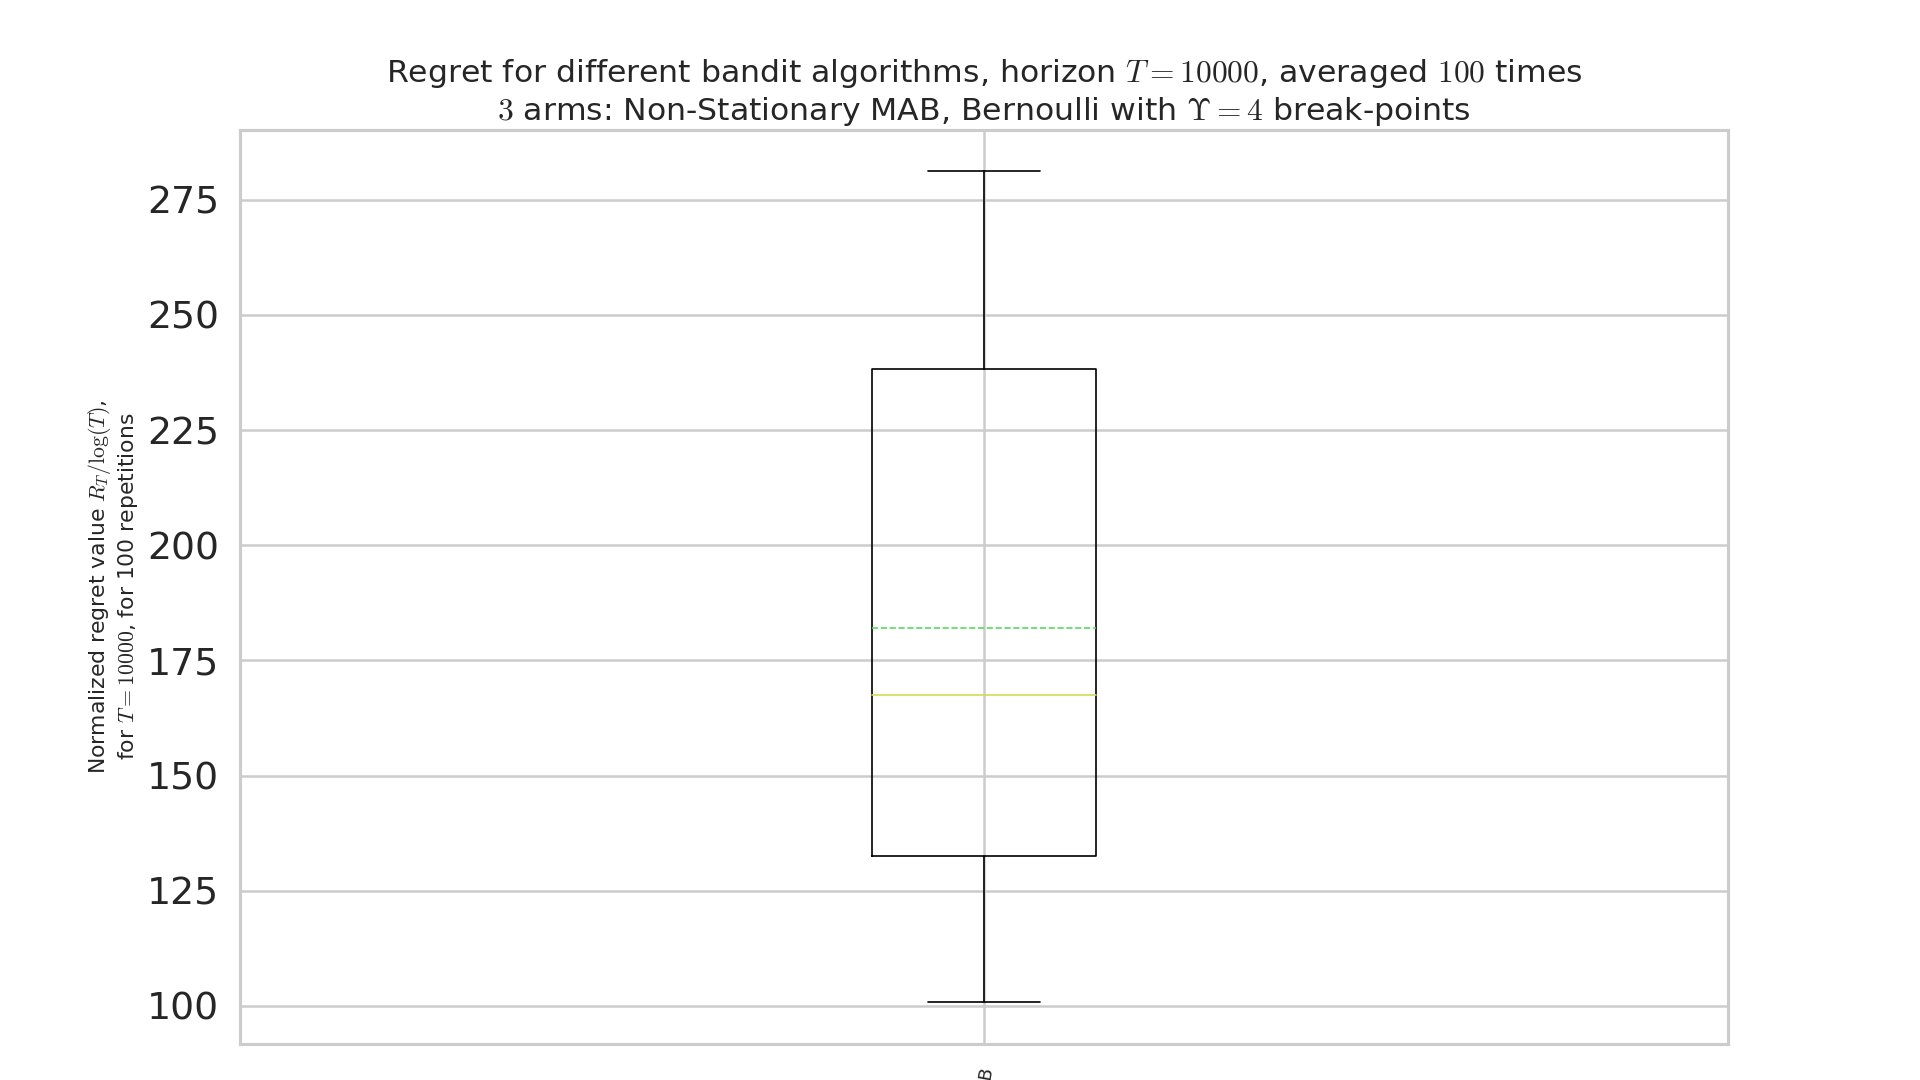 Regret for different bandit algorithms, horizon T = 10000, averaged 100 times
3 arms: Non-Stationary MAB, Bernoulli with ϒ = 4 break-points
Normalized regret value R_T/log(T),
for T = 10000, for 100 repetitions
275
250
225
200
175
150
125
100
B